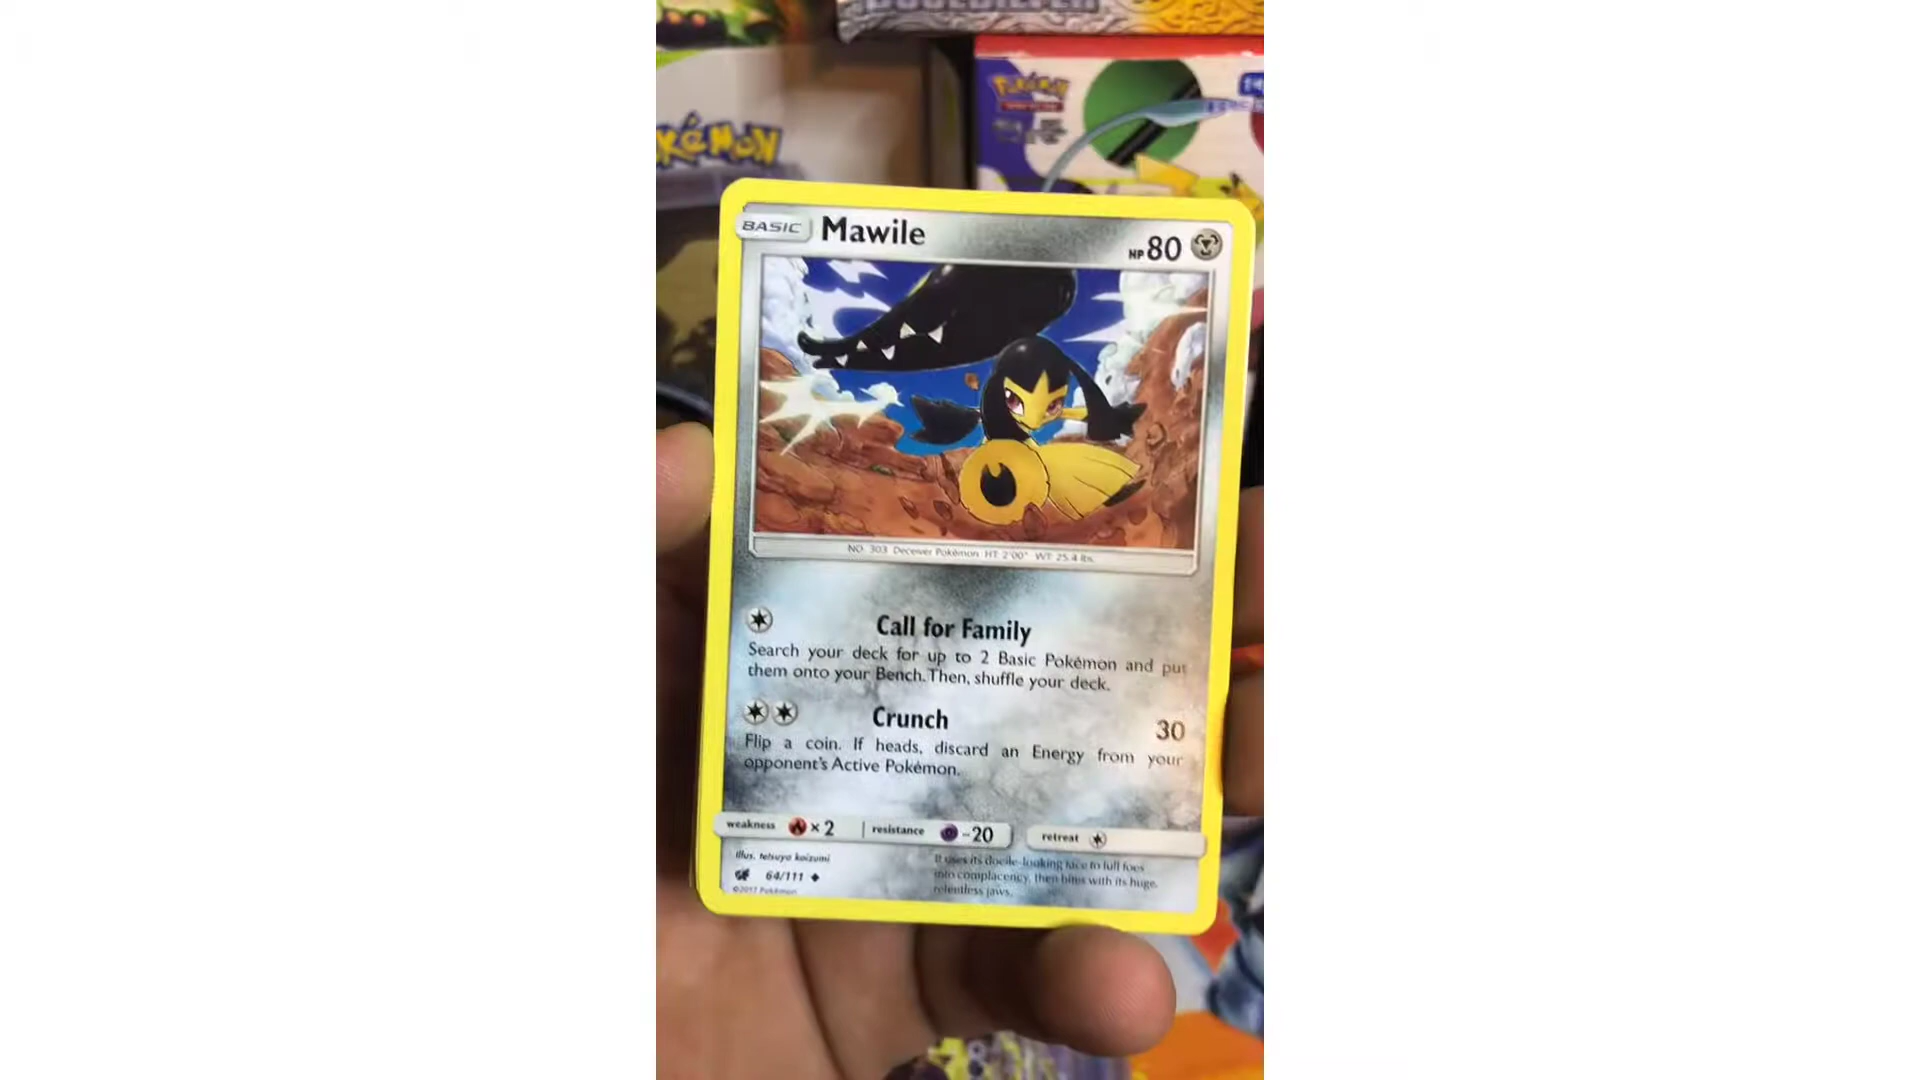 POKéMON
POKéMON
BASIC Mawile HP 80
NO. 303 Deceiver Pokémon HT: 2'00" WT: 25.4 lbs.
Call for Family
Search your deck for up to 2 Basic Pokémon and put
them onto your Bench. Then, shuffle your deck.
Crunch 30
Flip a coin. If heads, discard an Energy from your
opponent's Active Pokémon.
weakness × 2 resistance -20 retreat
Illus. tetsuya koizumi
64/111
©2017 Pokémon
It uses its docile-looking face to lull foes
into complacency, then bites with its huge,
relentless jaws.